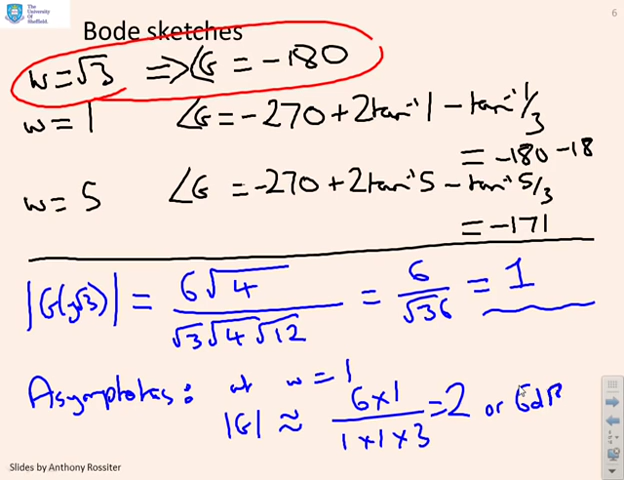 The University Of Sheffield.
6
Bode sketches
w = √3 ⇒ ∠G = -180
w = 1 ∠G = -270 + 2tan⁻¹1 - tan⁻¹1/3
= -180 - 18
w = 5 ∠G = -270 + 2tan⁻¹5 - tan⁻¹5/3
= -171
|G(j√3)| = 6√4 / √3√4√12 = 6/√36 = 1
Asymptotes: at w = 1
|G| ≈ 6×1 / 1×1×3 = 2 or 6dB
Slides by Anthony Rossiter